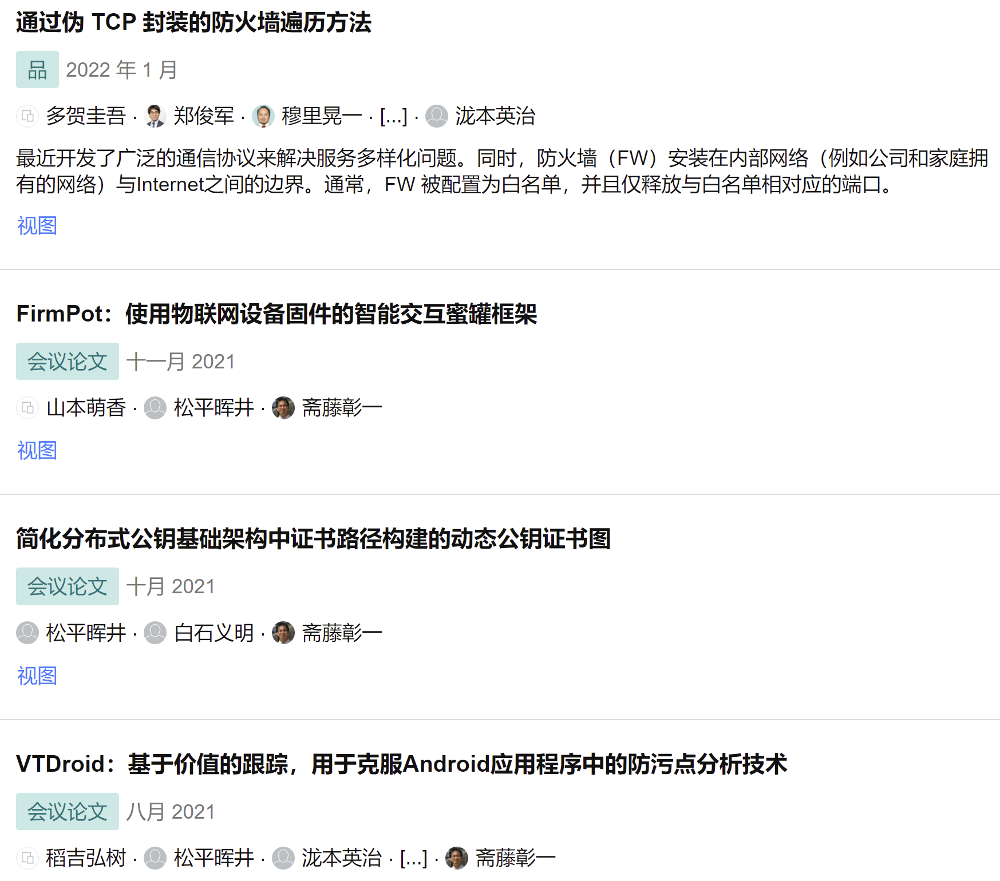 通过伪 TCP 封装的防火墙遍历方法
品 2022 年 1 月
多贺圭吾 · 郑俊军 · 穆里晃一 · [...] · 泷本英治
最近开发了广泛的通信协议来解决服务多样化问题。同时，防火墙（FW）安装在内部网络（例如公司和家庭拥
有的网络）与Internet之间的边界。通常，FW 被配置为白名单，并且仅释放与白名单相对应的端口。
视图
FirmPot：使用物联网设备固件的智能交互蜜罐框架
会议论文 十一月 2021
山本萌香 · 松平晖井 · 斋藤彰一
视图
简化分布式公钥基础架构中证书路径构建的动态公钥证书图
会议论文 十月 2021
松平晖井 · 白石义明 · 斋藤彰一
视图
VTDroid：基于价值的跟踪，用于克服Android应用程序中的防污点分析技术
会议论文 八月 2021
稻吉弘树 · 松平晖井 · 泷本英治 · [...] · 斋藤彰一